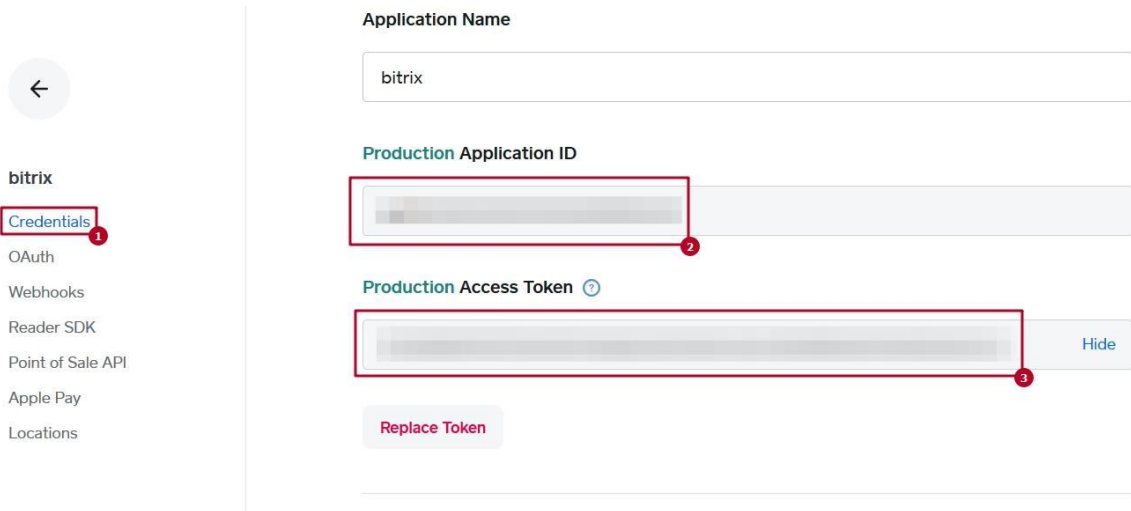 Application Name
bitrix
Production Application ID
bitrix
Credentials
1
2
OAuth
Webhooks
Production Access Token ?
Reader SDK
Hide
Point of Sale API
3
Apple Pay
Replace Token
Locations